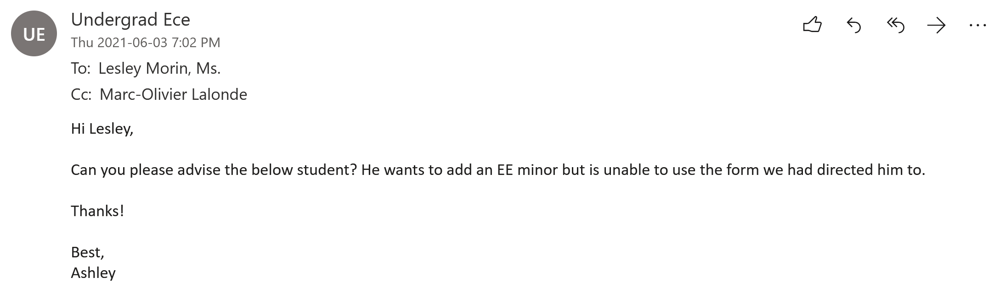 UE
Undergrad Ece
Thu 2021-06-03 7:02 PM
To: Lesley Morin, Ms.
Cc: Marc-Olivier Lalonde
Hi Lesley,
Can you please advise the below student? He wants to add an EE minor but is unable to use the form we had directed him to.
Thanks!
Best,
Ashley